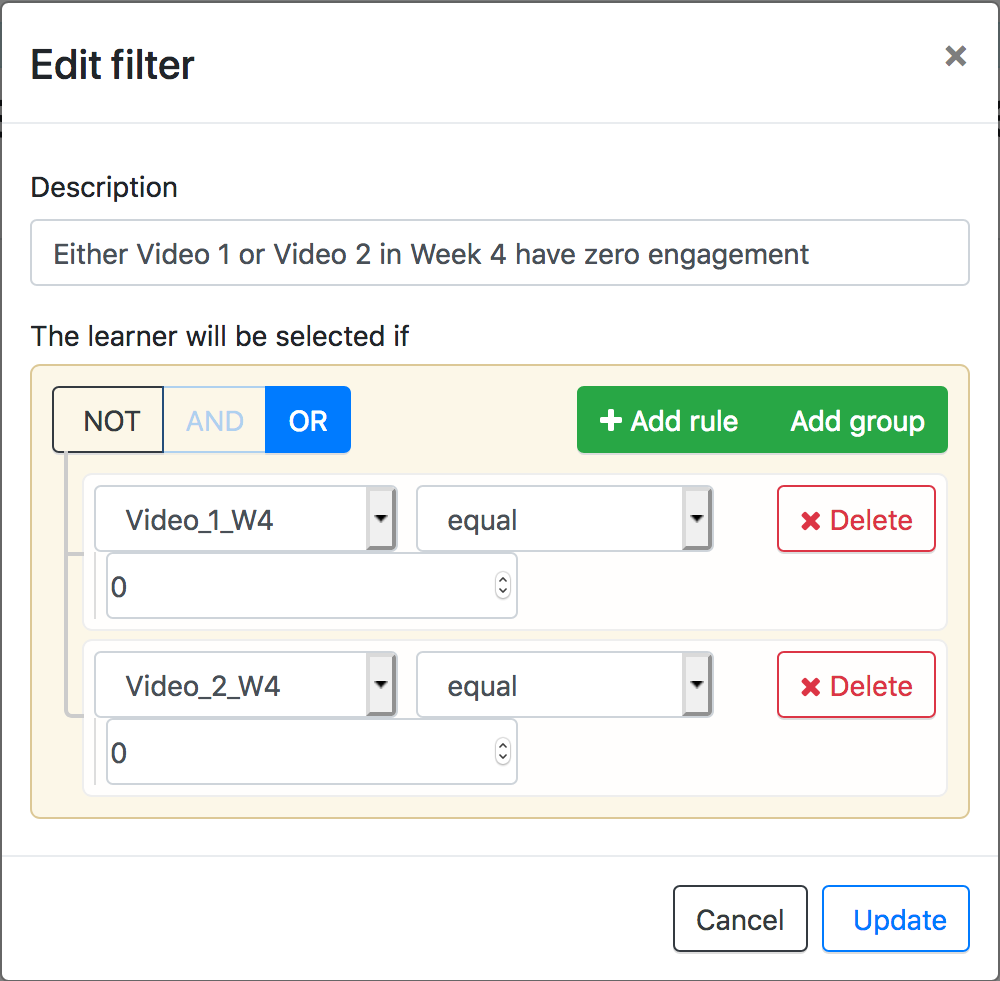 Edit filter
Description
Either Video 1 or Video 2 in Week 4 have zero engagement
The learner will be selected if
NOT AND OR Add rule Add group
Video_1_W4 equal Delete
0
Video_2_W4 equal Delete
0
Cancel Update